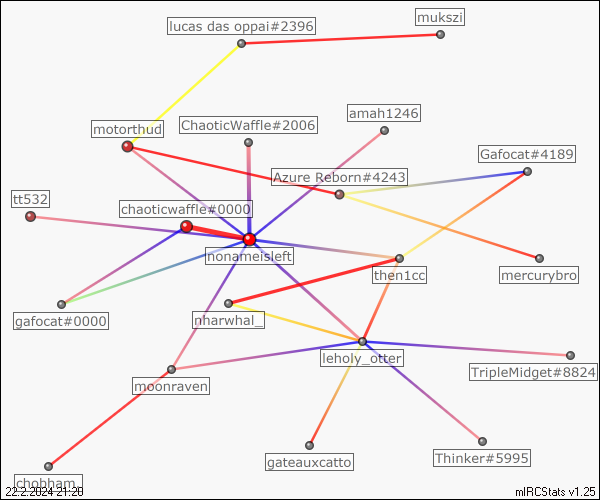 mukszi
lucas das oppai#2396
amah1246
ChaoticWaffle#2006
motorthud
Gafocat#4189
Azure Reborn#4243
tt532
chaoticwaffle#0000
nonameisleft
then1cc
mercurybro
gafocat#0000
nharwhal_
leholy_otter
TripleMidget#8824
moonraven
Thinker#5995
gateauxcatto
chobham_
22.2.2024 21:20
mIRCStats v1.25